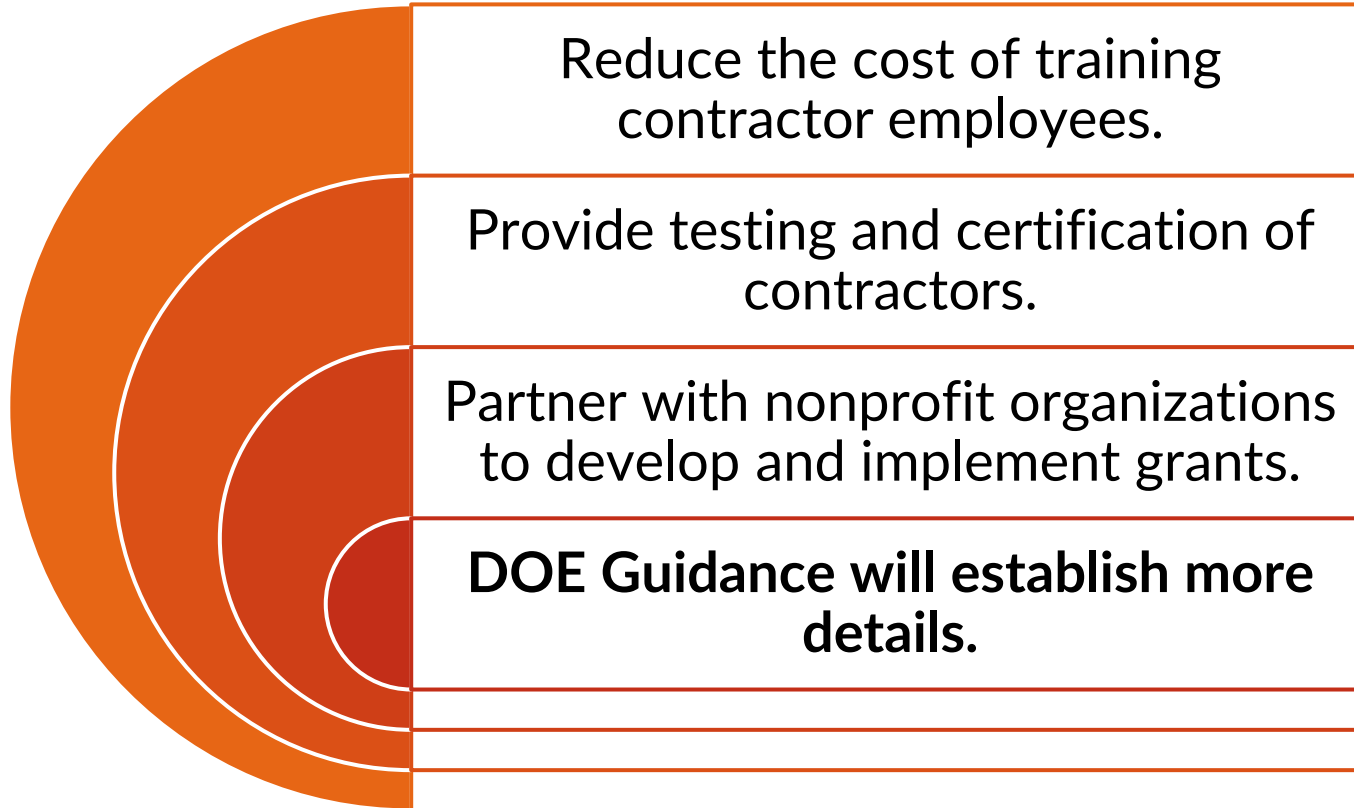 Reduce the cost of training
contractor employees.
Provide testing and certification of
contractors.
Partner with nonprofit organizations
to develop and implement grants.
DOE Guidance will establish more
details.